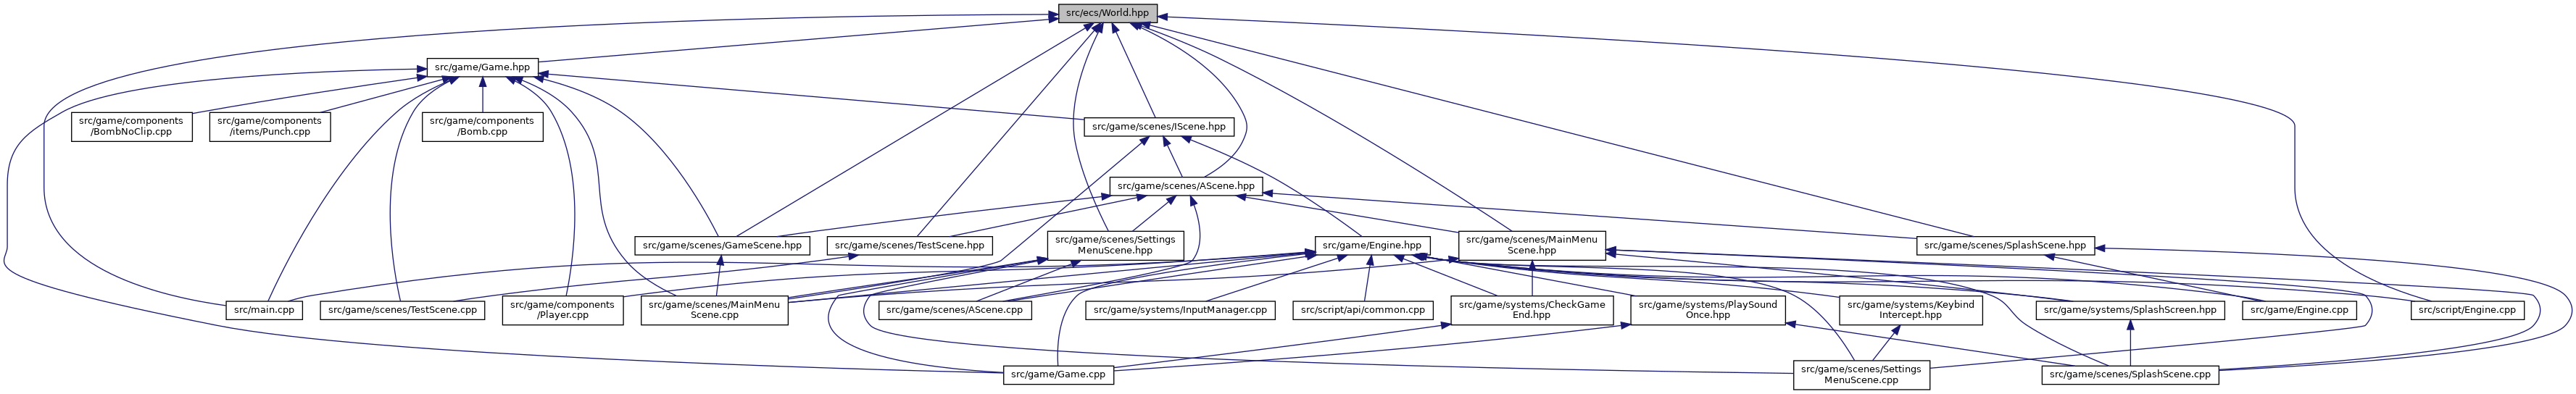 src/ecs/World.hpp
src/game/Game.hpp
src/game/components
/BombNoClip.cpp
src/game/components
/items/Punch.cpp
src/game/components
/Bomb.cpp
src/game/scenes/IScene.hpp
src/game/scenes/AScene.hpp
src/game/scenes/GameScene.hpp
src/game/scenes/TestScene.hpp
src/game/scenes/Settings
MenuScene.hpp
src/game/Engine.hpp
src/game/scenes/MainMenu
Scene.hpp
src/game/scenes/SplashScene.hpp
src/main.cpp
src/game/scenes/TestScene.cpp
src/game/components
/Player.cpp
src/game/scenes/MainMenu
Scene.cpp
src/game/scenes/AScene.cpp
src/game/systems/InputManager.cpp
src/script/api/common.cpp
src/game/systems/CheckGame
End.hpp
src/game/systems/PlaySound
Once.hpp
src/game/systems/Keybind
Intercept.hpp
src/game/systems/SplashScreen.hpp
src/game/Engine.cpp
src/script/Engine.cpp
src/game/Game.cpp
src/game/scenes/Settings
MenuScene.cpp
src/game/scenes/SplashScene.cpp